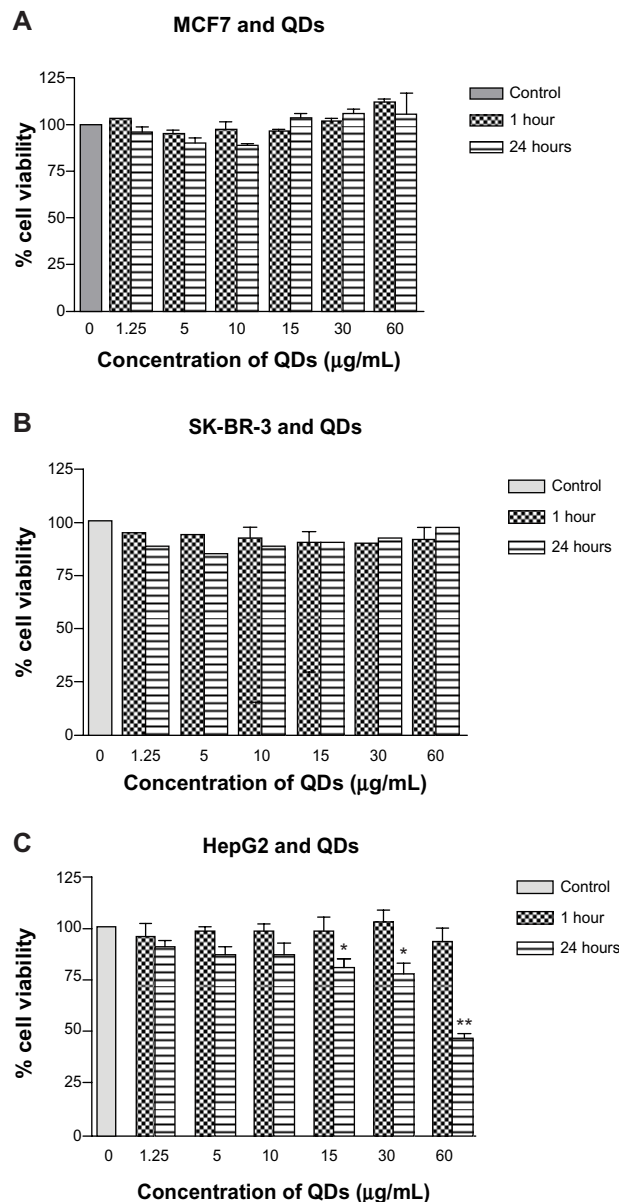 A
MCF7 and QDs
125
100
75
50
25
0
% cell viability
0 1.25 5 10 15 30 60
Concentration of QDs (µg/mL)
Control
1 hour
24 hours
B
SK-BR-3 and QDs
125
100
75
50
25
0
% cell viability
0 1.25 5 10 15 30 60
Concentration of QDs (µg/mL)
Control
1 hour
24 hours
C
HepG2 and QDs
125
100
75
50
25
0
% cell viability
* * **
0 1.25 5 10 15 30 60
Concentration of QDs (µg/mL)
Control
1 hour
24 hours